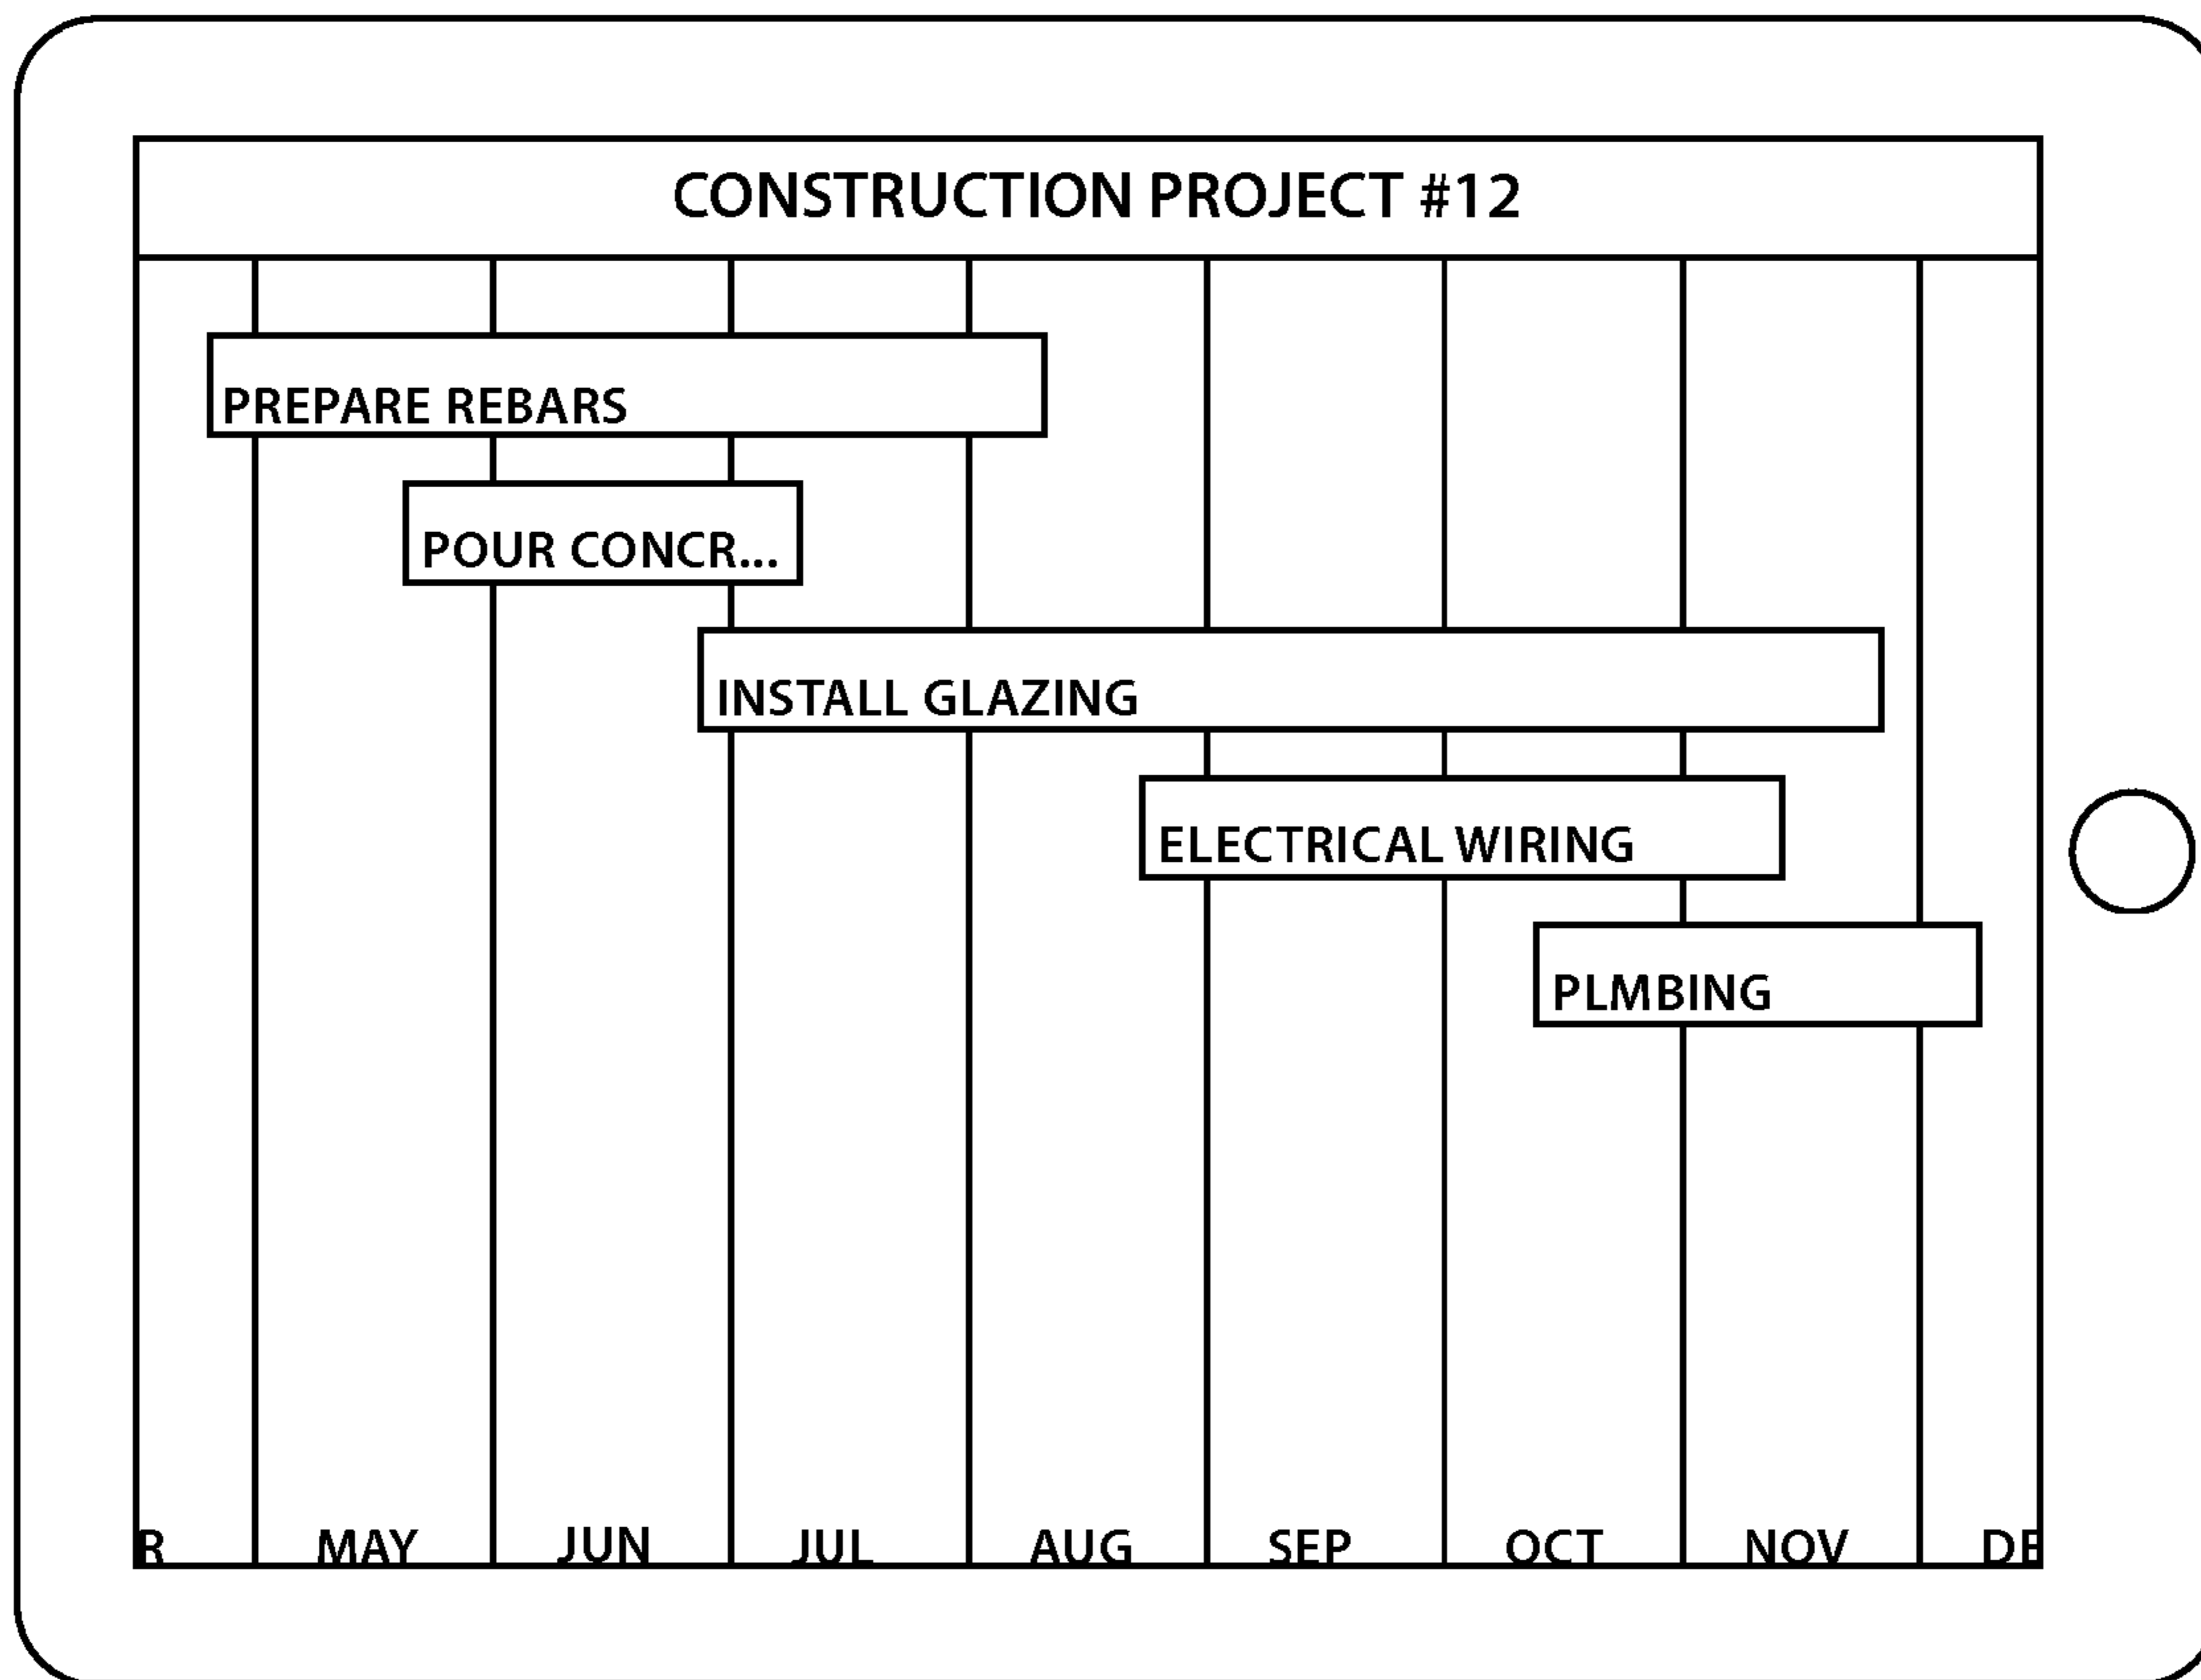 CONSTRUCTION PROJECT #12
PREPARE REBARS
POUR CONCR...
INSTALL GLAZING
ELECTRICAL WIRING
PLMBING
R MAY JUN JUL AUG SEP OCT NOV DE